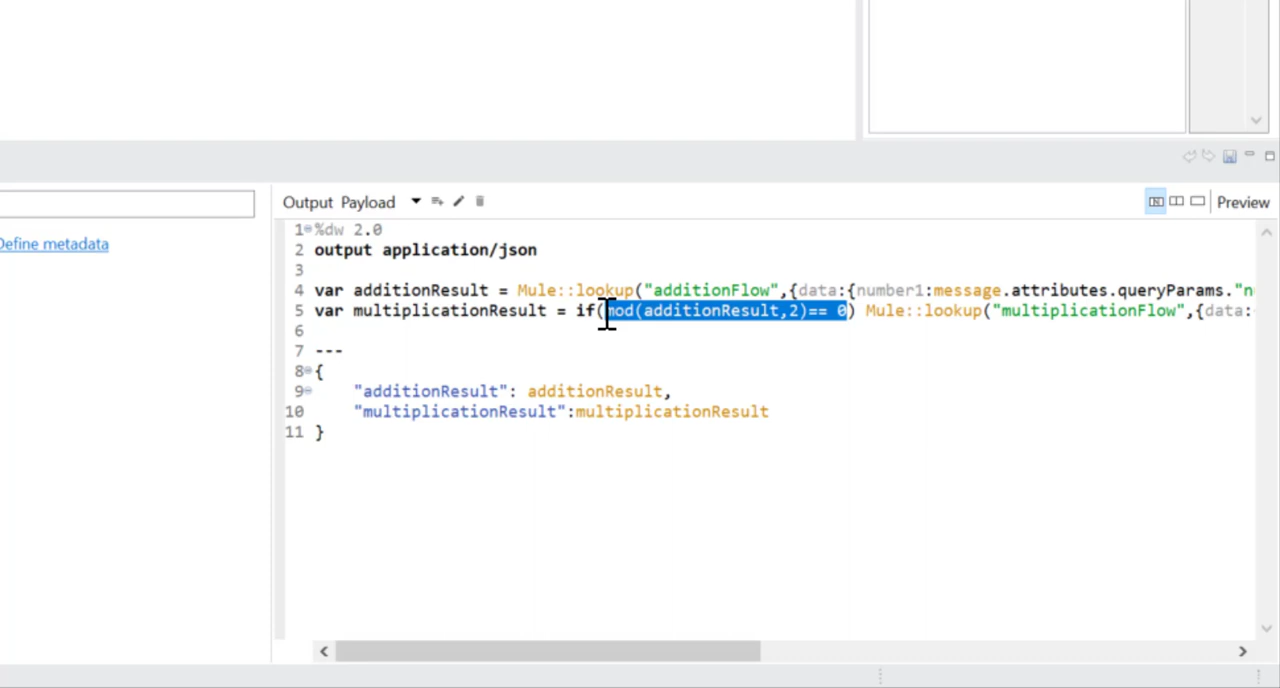 Output Payload Preview
Define metadata
1 %dw 2.0
2 output application/json
3
4 var additionResult = Mule::lookup("additionFlow",{data:{number1:message.attributes.queryParams."n
5 var multiplicationResult = if(mod(additionResult,2)== 0) Mule::lookup("multiplicationFlow",{data:
6
7 ---
8 {
9 "additionResult": additionResult,
10 "multiplicationResult":multiplicationResult
11 }